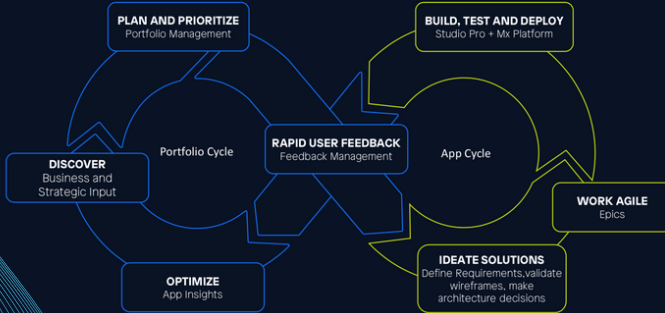 PLAN AND PRIORITIZE
Portfolio Management
BUILD, TEST AND DEPLOY
Studio Pro + Mx Platform
Portfolio Cycle
RAPID USER FEEDBACK
Feedback Management
App Cycle
DISCOVER
Business and
Strategic Input
WORK AGILE
Epics
OPTIMIZE
App Insights
IDEATE SOLUTIONS
Define Requirements,validate
wireframes, make
architecture decisions